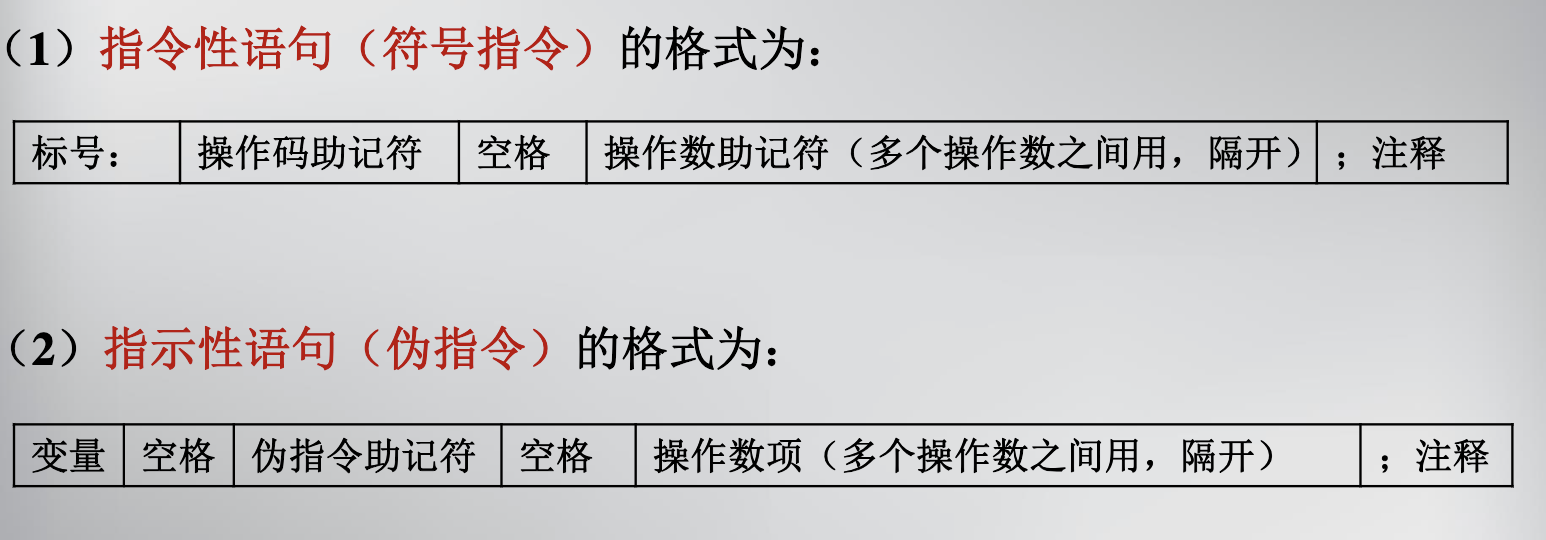 （1）指令性语句（符号指令）的格式为：
标号： 操作码助记符 空格 操作数助记符（多个操作数之间用，隔开） ；注释
（2）指示性语句（伪指令）的格式为：
变量 空格 伪指令助记符 空格 操作数项（多个操作数之间用，隔开） ；注释